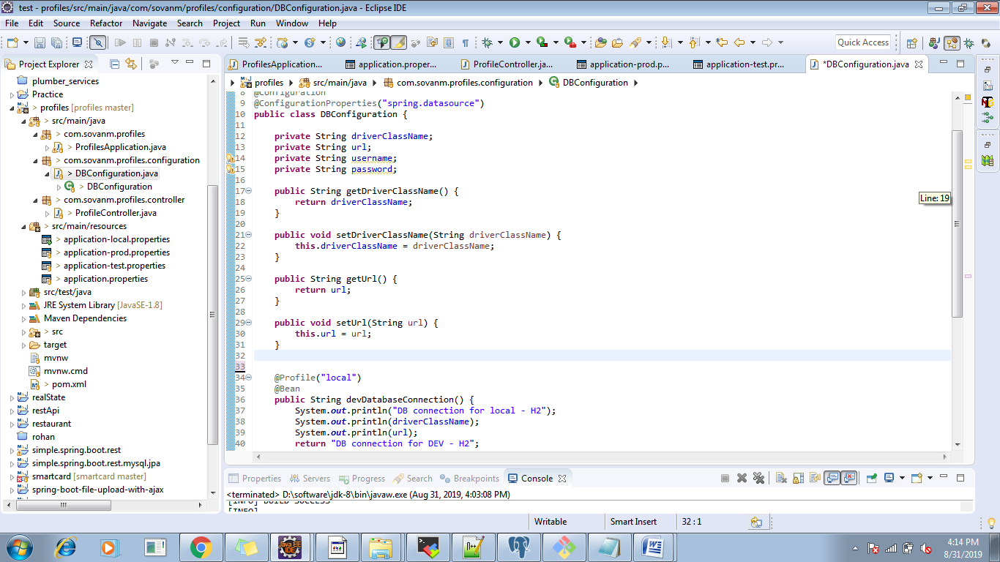 test - profiles/src/main/java/com/sovanm/profiles/configuration/DBConfiguration.java - Eclipse IDE
File Edit Source Refactor Navigate Search Project Run Window Help
Quick Access
Project Explorer
plumber_services
Practice
> profiles [profiles master]
> src/main/java
> com.sovanm.profiles
> ProfilesApplication.java
> com.sovanm.profiles.configuration
> DBConfiguration.java
> DBConfiguration
> com.sovanm.profiles.controller
> ProfileController.java
> src/main/resources
> application-local.properties
> application-prod.properties
> application-test.properties
> application.properties
src/test/java
JRE System Library [JavaSE-1.8]
Maven Dependencies
> src
target
mvnw
mvnw.cmd
> pom.xml
realState
restApi
restaurant
rohan
simple.spring.boot.rest
simple.spring.boot.rest.mysql.jpa
smartcard [smartcard master]
spring-boot-file-upload-with-ajax
ProfilesApplication... application.proper... ProfileController.ja... application-prod.p... application-test.pr... *DBConfiguration.java
profiles src/main/java com.sovanm.profiles.configuration DBConfiguration
8 @Configuration
9 @ConfigurationProperties("spring.datasource")
10 public class DBConfiguration {
11
12 private String driverClassName;
13 private String url;
14 private String username;
15 private String password;
16
17 public String getDriverClassName() {
18 return driverClassName;
19 }
20
21 public void setDriverClassName(String driverClassName) {
22 this.driverClassName = driverClassName;
23 }
24
25 public String getUrl() {
26 return url;
27 }
28
29 public void setUrl(String url) {
30 this.url = url;
31 }
32
33
34 @Profile("local")
35 @Bean
36 public String devDatabaseConnection() {
37 System.out.println("DB connection for local - H2");
38 System.out.println(driverClassName);
39 System.out.println(url);
40 return "DB connection for DEV - H2";
Line: 19
Properties Servers Progress Search Breakpoints Console
<terminated> D:\software\jdk-8\bin\javaw.exe (Aug 31, 2019, 4:03:08 PM)
[INFO] BUILD SUCCESS
[INFO]
Writable Smart Insert 32 : 1
Java EE IDE
4:14 PM
8/31/2019